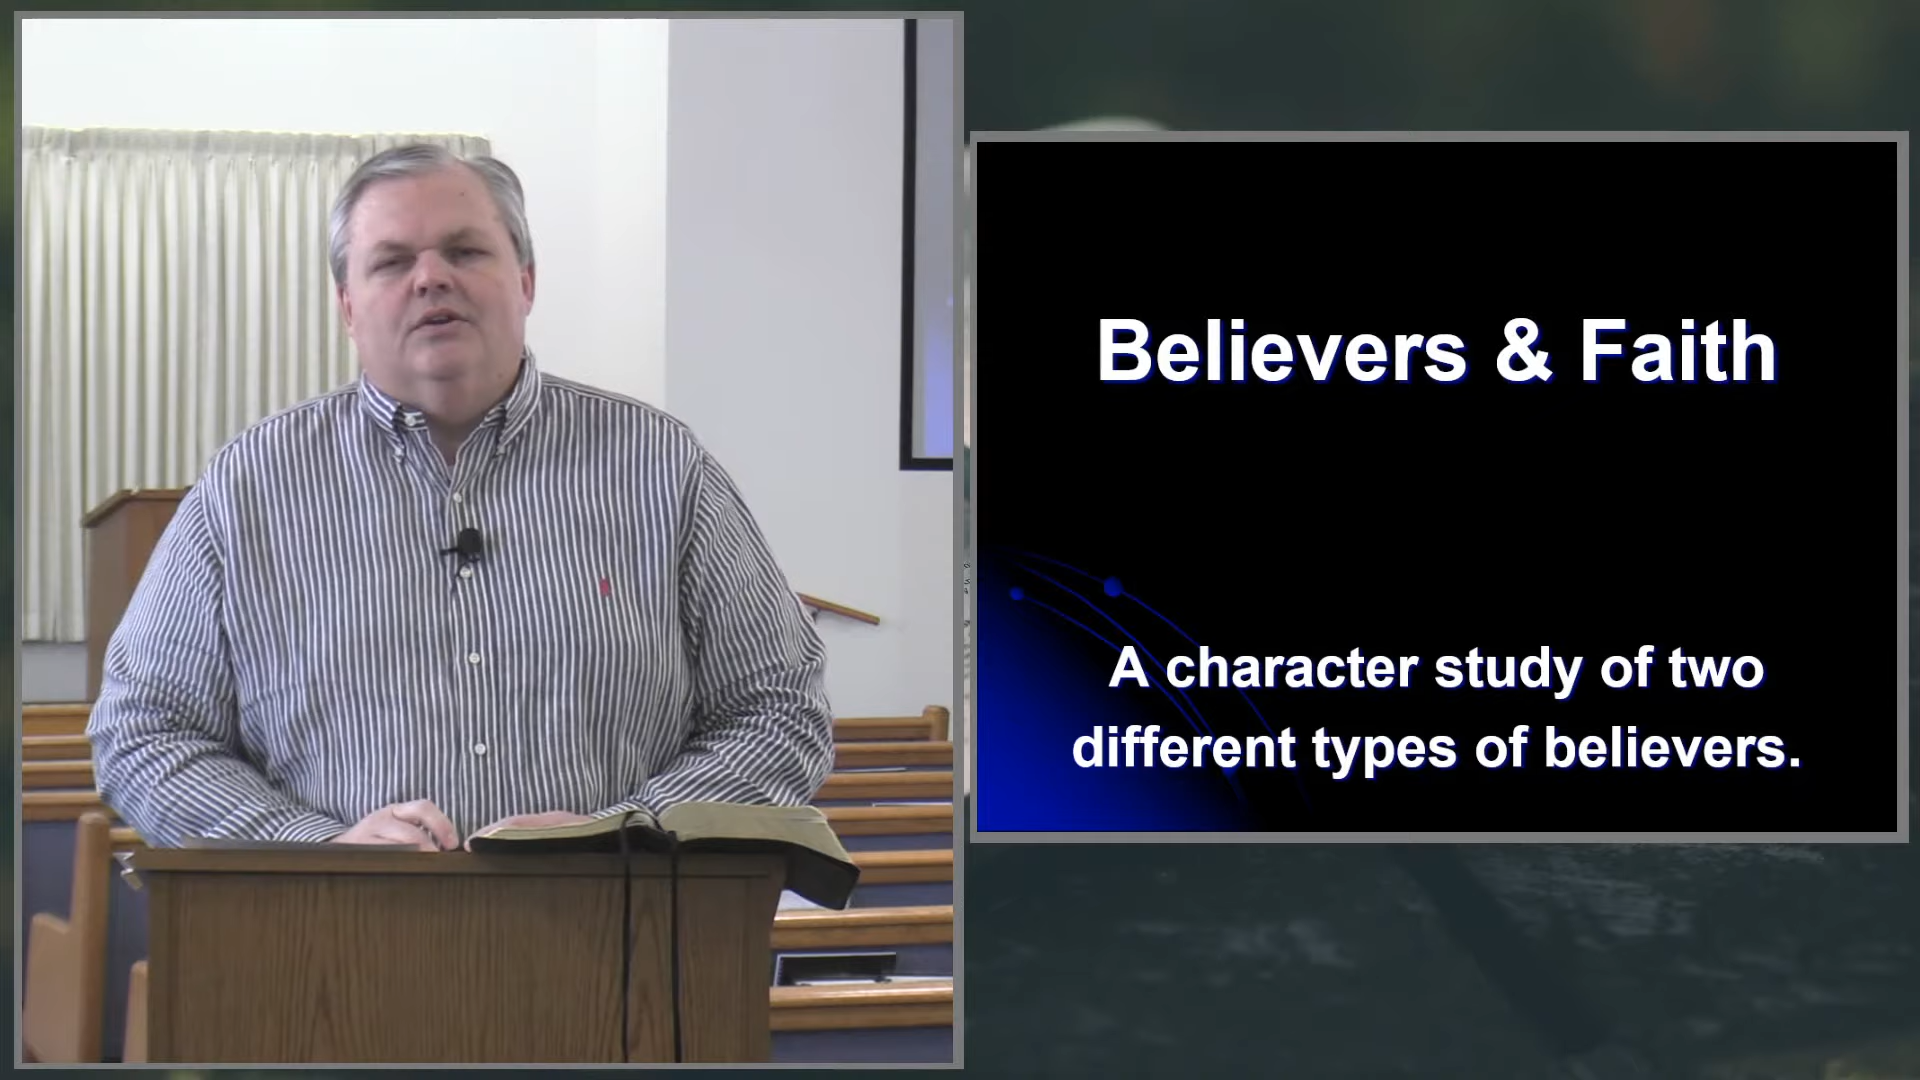 Believers & Faith
A character study of two
different types of believers.